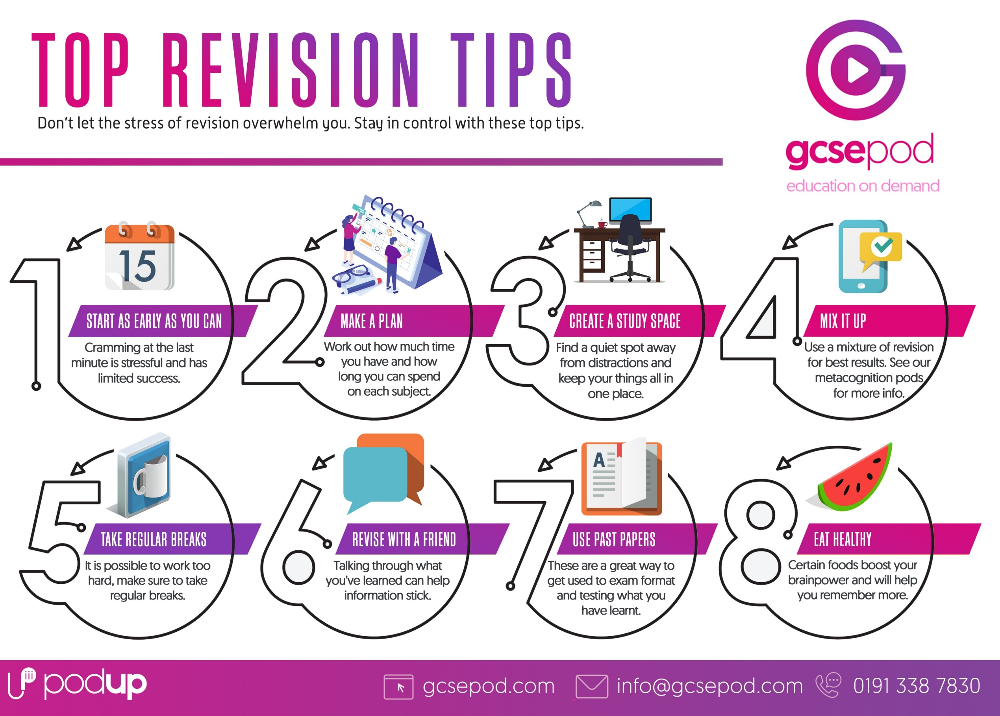 TOP REVISION TIPS
Don't let the stress of revision overwhelm you. Stay in control with these top tips.
gcsepod
education on demand
1
15
START AS EARLY AS YOU CAN
Cramming at the last
minute is stressful and has
limited success.
2
MAKE A PLAN
Work out how much time
you have and how
long you can spend
on each subject.
3
CREATE A STUDY SPACE
Find a quiet spot away
from distractions and
keep your things all in
one place.
4
MIX IT UP
Use a mixture of revision
for best results. See our
metacognition pods
for more info.
5
TAKE REGULAR BREAKS
It is possible to work too
hard, make sure to take
regular breaks.
6
REVISE WITH A FRIEND
Talking through what
you've learned can help
information stick.
7
A
USE PAST PAPERS
These are a great way to
get used to exam format
and testing what you
have learnt.
8
EAT HEALTHY
Certain foods boost your
brainpower and will help
you remember more.
podup
gcsepod.com
info@gcsepod.com
0191 338 7830